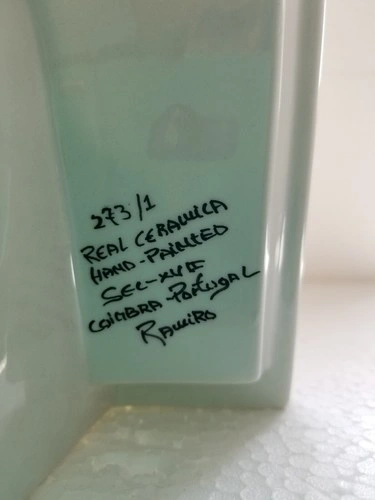 273/1
REAL CERAMICA
HAND-PAINTED
SEC-XVII
COIMBRA-PORTUGAL
RAMIRO